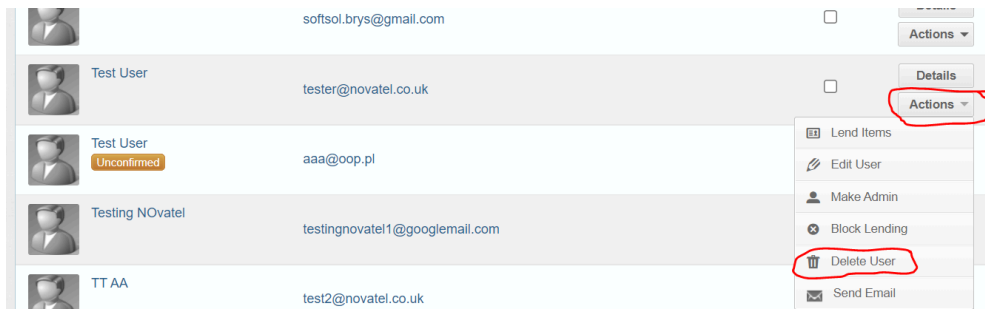 softsol.brys@gmail.com
Actions
Test User
tester@novatel.co.uk
Details
Actions
Test User
Unconfirmed
aaa@oop.pl
Lend Items
Edit User
Make Admin
Testing NOvatel
testingnovatel1@googlemail.com
Block Lending
Delete User
TT AA
test2@novatel.co.uk
Send Email